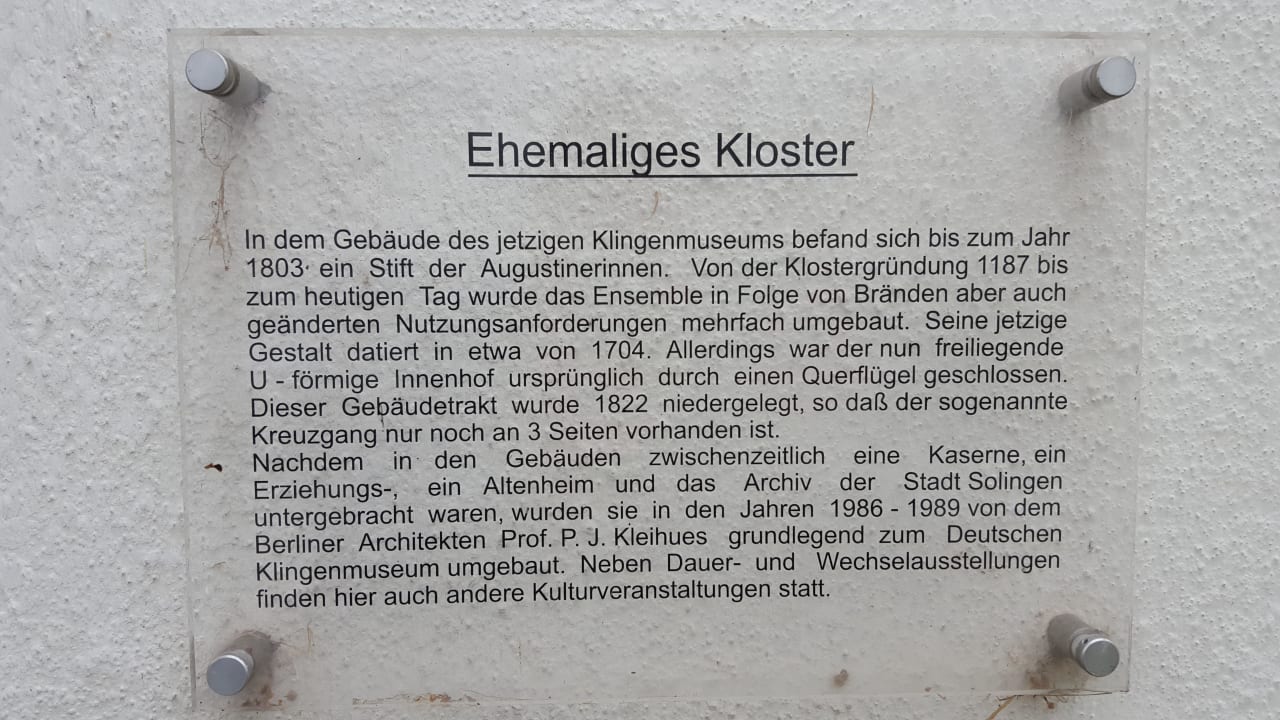 Ehemaliges Kloster
In dem Gebäude des jetzigen Klingenmuseums befand sich bis zum Jahr
1803 ein Stift der Augustinerinnen. Von der Klostergründung 1187 bis
zum heutigen Tag wurde das Ensemble in Folge von Bränden aber auch
geänderten Nutzungsanforderungen mehrfach umgebaut. Seine jetzige
Gestalt datiert in etwa von 1704. Allerdings war der nun freiliegende
U - förmige Innenhof ursprünglich durch einen Querflügel geschlossen.
Dieser Gebäudetrakt wurde 1822 niedergelegt, so daß der sogenannte
Kreuzgang nur noch an 3 Seiten vorhanden ist.
Nachdem in den Gebäuden zwischenzeitlich eine Kaserne, ein
Erziehungs-, ein Altenheim und das Archiv der Stadt Solingen
untergebracht waren, wurden sie in den Jahren 1986 - 1989 von dem
Berliner Architekten Prof. P. J. Kleihues grundlegend zum Deutschen
Klingenmuseum umgebaut. Neben Dauer- und Wechselausstellungen
finden hier auch andere Kulturveranstaltungen statt.